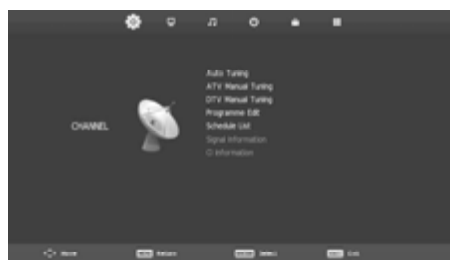 Auto Tuning
ATV Manual Tuning
DTV Manual Tuning
Programme Edit
CHANNEL
Schedule List
Signal Information
CI Information
Move
Return
Select
Exit